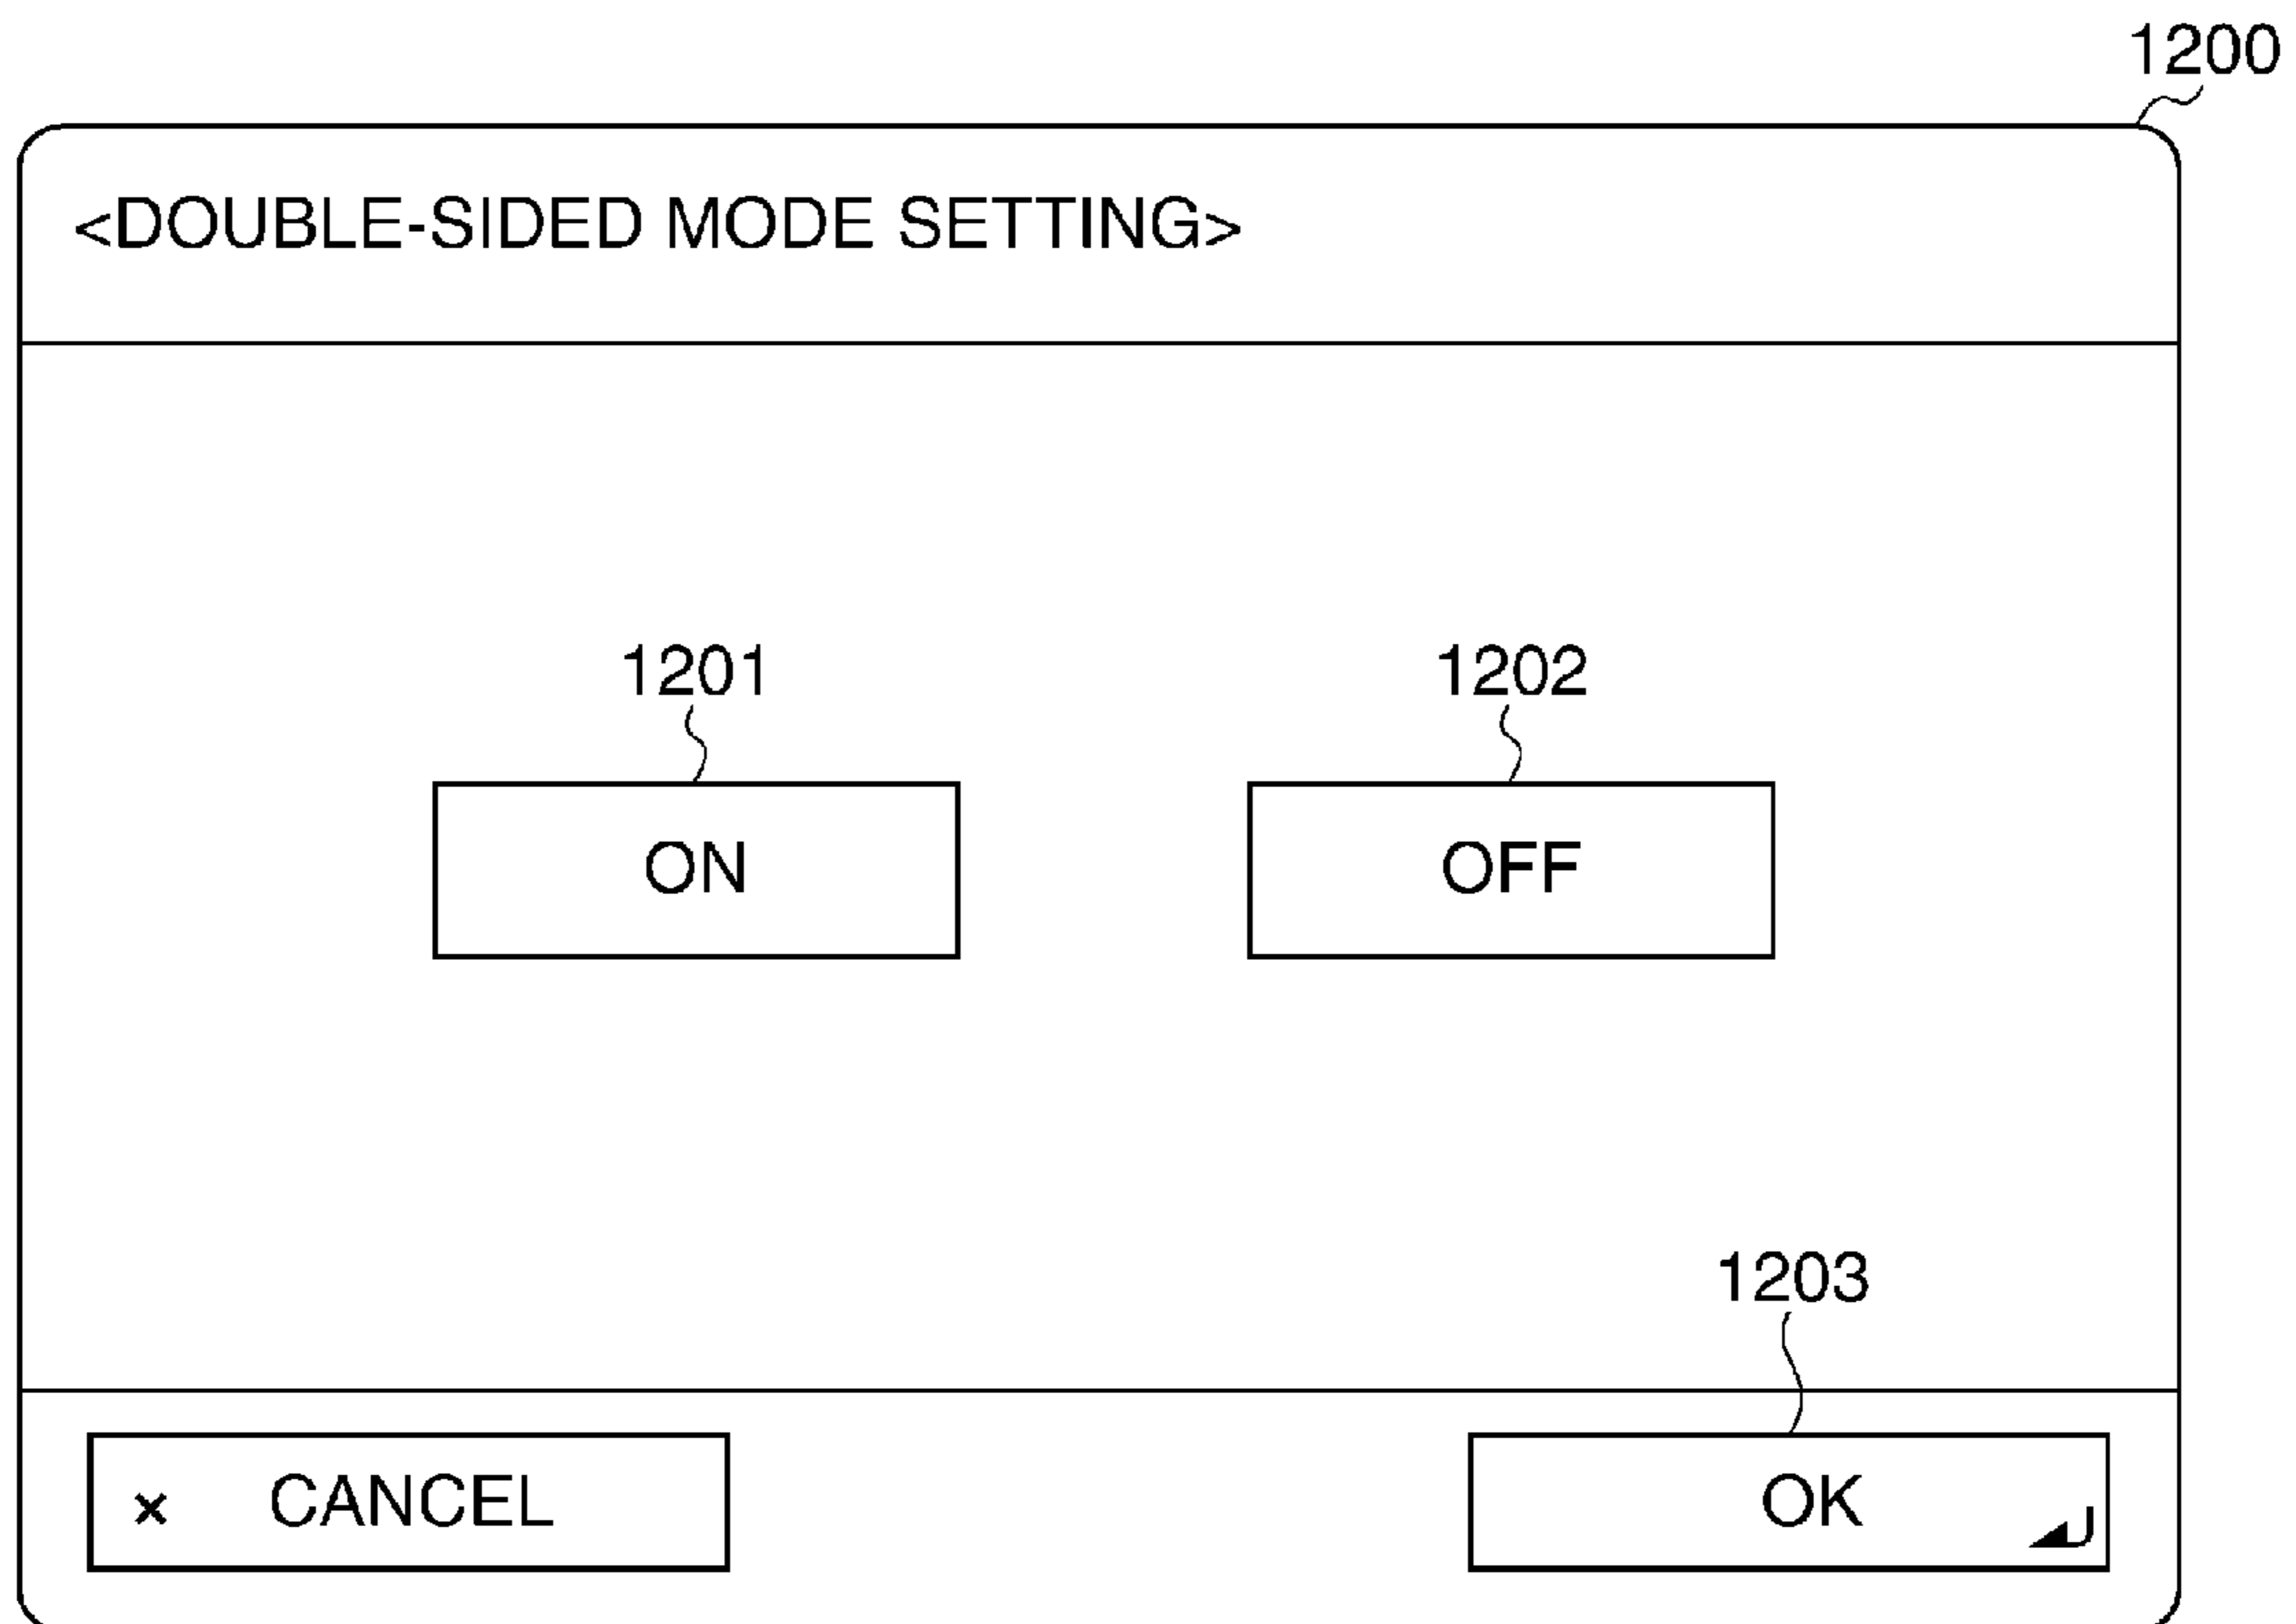 1200
<DOUBLE-SIDED MODE SETTING>
1201 1202
ON OFF
1203
× CANCEL OK